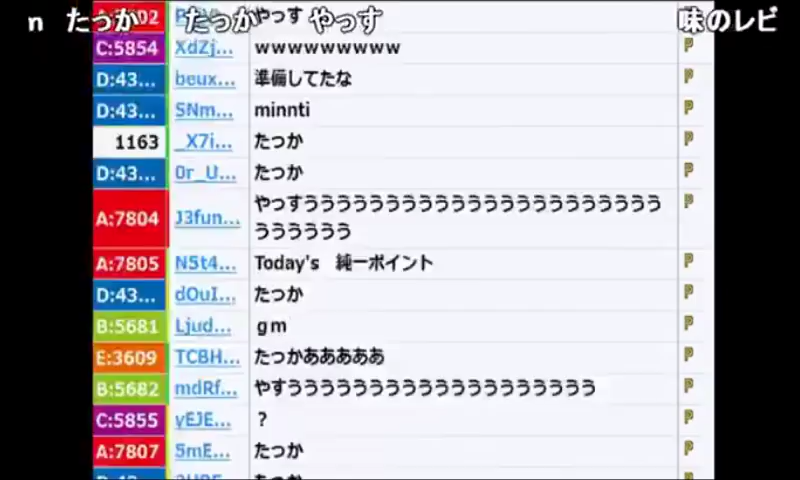 n たっか たっか やっす 味のレビ
やっす
C:5854 XdZj... wwwwwwwww P
D:43... beux... 準備してたな P
D:43... SNm... minnti P
1163 _X7i... たっか P
D:43... 0r_U... たっか P
A:7804 J3fun... やっすうううううううううううううううううううううう P
うううううう
A:7805 N5t4... Today's 純一ポイント P
D:43... dOuI... たっか P
B:5681 Ljud... gm P
E:3609 TCBH... たっかあああああ P
B:5682 mdRf... やすうううううううううううううううううううう P
C:5855 yEJE... ? P
A:7807 5mE... たっか P